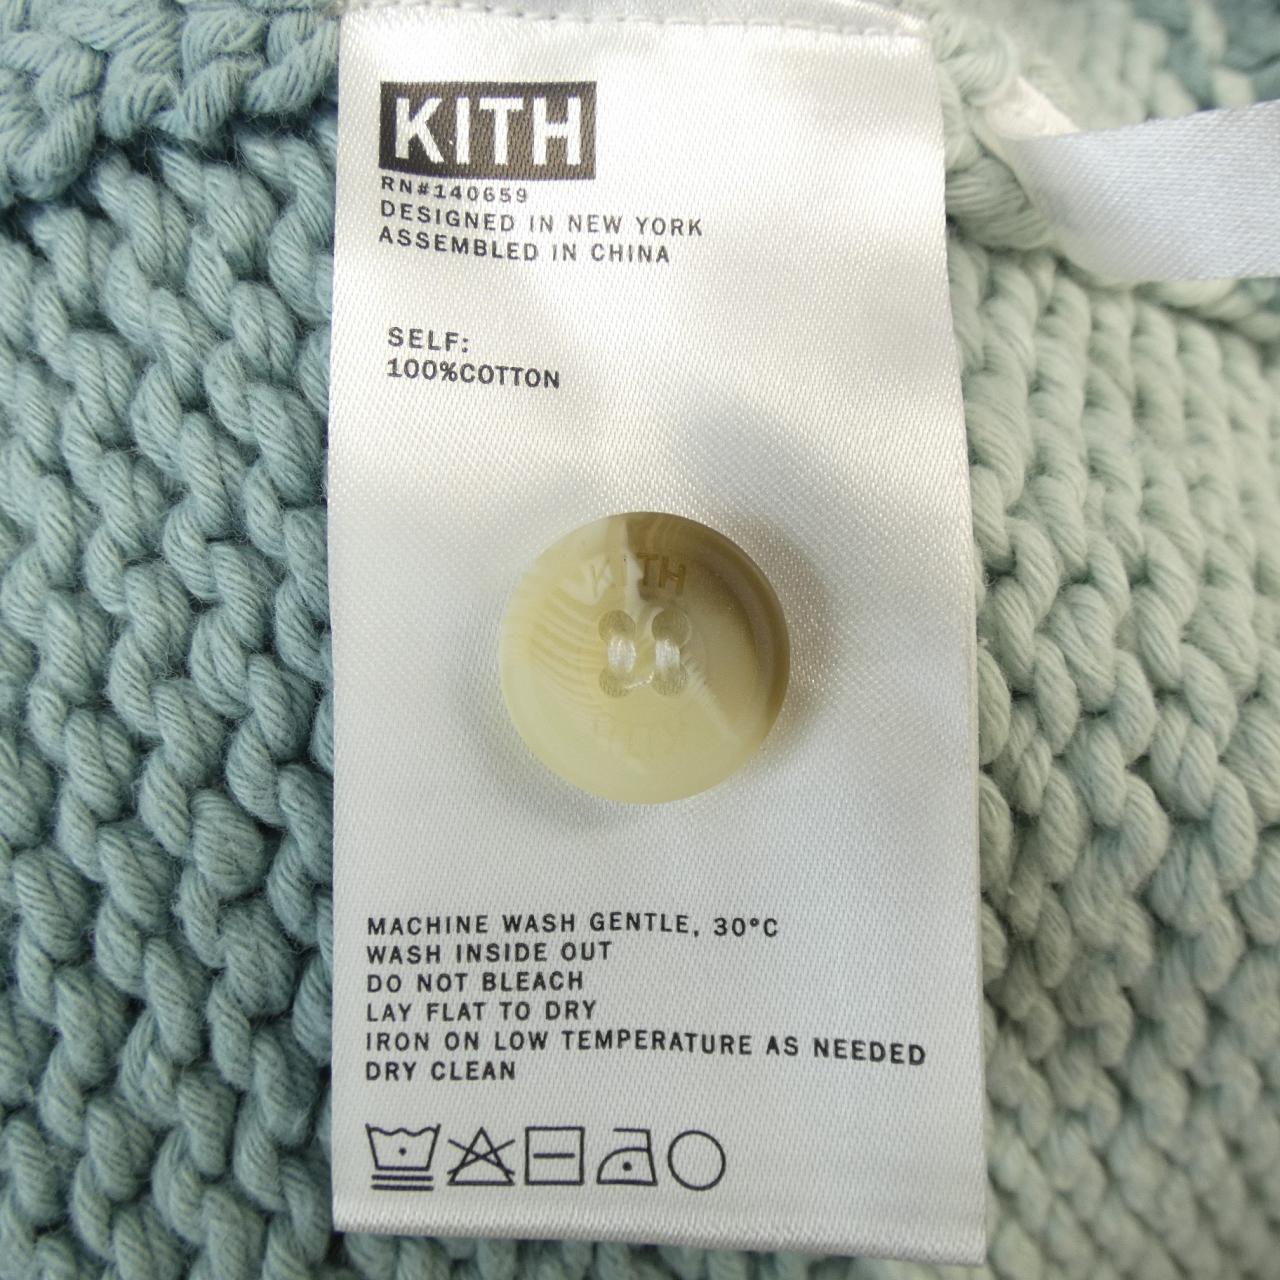 KITH
RN#140659
DESIGNED IN NEW YORK
ASSEMBLED IN CHINA
SELF:
100%COTTON
KITH
MACHINE WASH GENTLE, 30°C
WASH INSIDE OUT
DO NOT BLEACH
LAY FLAT TO DRY
IRON ON LOW TEMPERATURE AS NEEDED
DRY CLEAN